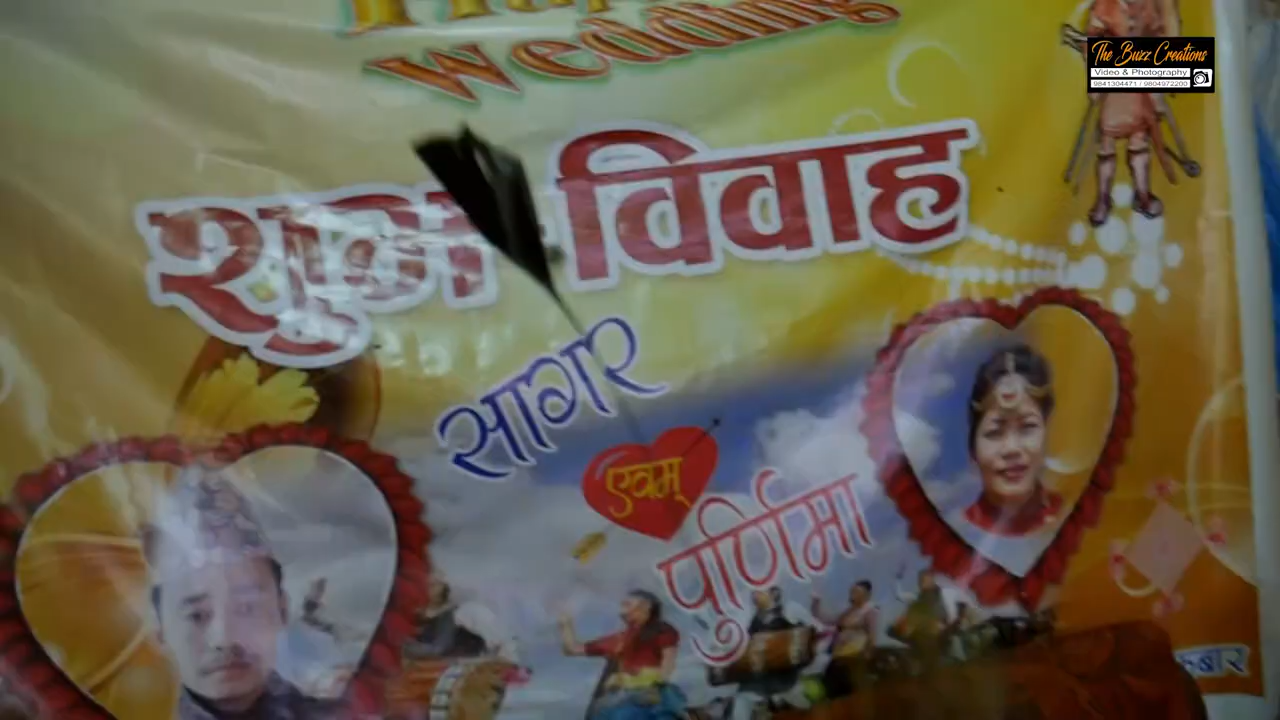 Wedding
The Buzz Creations
Video & Photography
9841304471 / 9804972200
शुभ विवाह
सागर
एवम्
पुर्णिमा